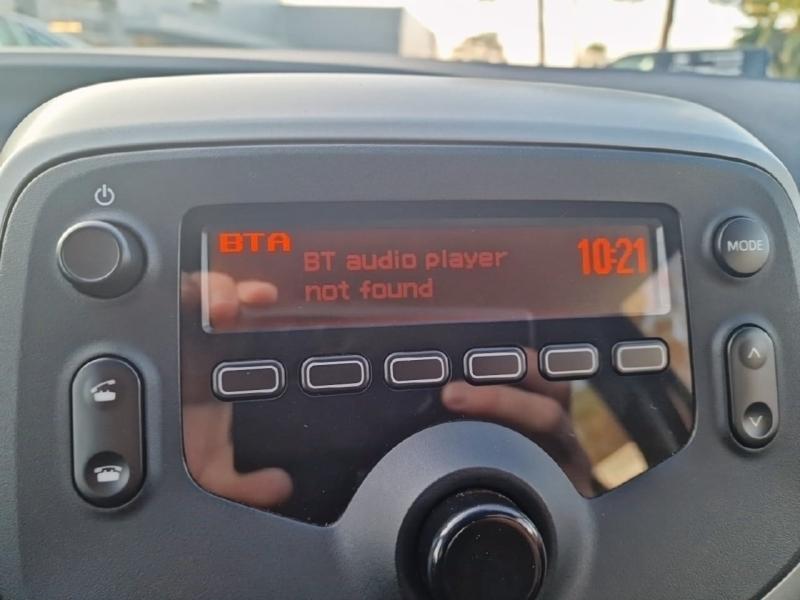 BTA
BT audio player
not found
10:21
MODE